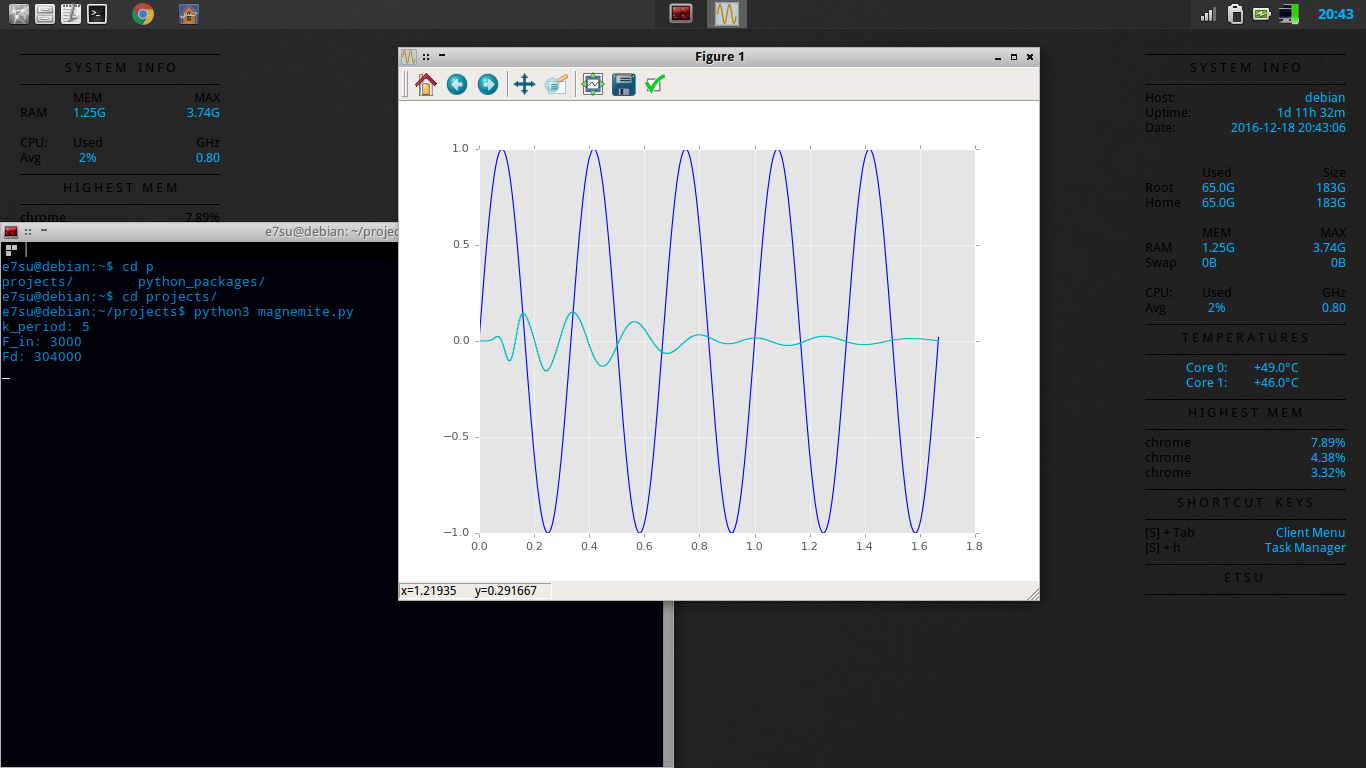 20:43
SYSTEM INFO
MEM MAX
RAM 1.25G 3.74G
CPU: Used GHz
Avg 2% 0.80
HIGHEST MEM
chrome 7.89%
e7su@debian: ~/projec
e7su@debian:~$ cd p
projects/ python_packages/
e7su@debian:~$ cd projects/
e7su@debian:~/projects$ python3 magnemite.py
k_period: 5
F_in: 3000
Fd: 304000
Figure 1
1.0
0.5
0.0
−0.5
−1.0
0.0 0.2 0.4 0.6 0.8 1.0 1.2 1.4 1.6 1.8
x=1.21935 y=0.291667
SYSTEM INFO
Host: debian
Uptime: 1d 11h 32m
Date: 2016-12-18 20:43:06
Used Size
Root 65.0G 183G
Home 65.0G 183G
MEM MAX
RAM 1.25G 3.74G
Swap 0B 0B
CPU: Used GHz
Avg 2% 0.80
TEMPERATURES
Core 0: +49.0°C
Core 1: +46.0°C
HIGHEST MEM
chrome 7.89%
chrome 4.38%
chrome 3.32%
SHORTCUT KEYS
[S] + Tab Client Menu
[S] + h Task Manager
ETSU